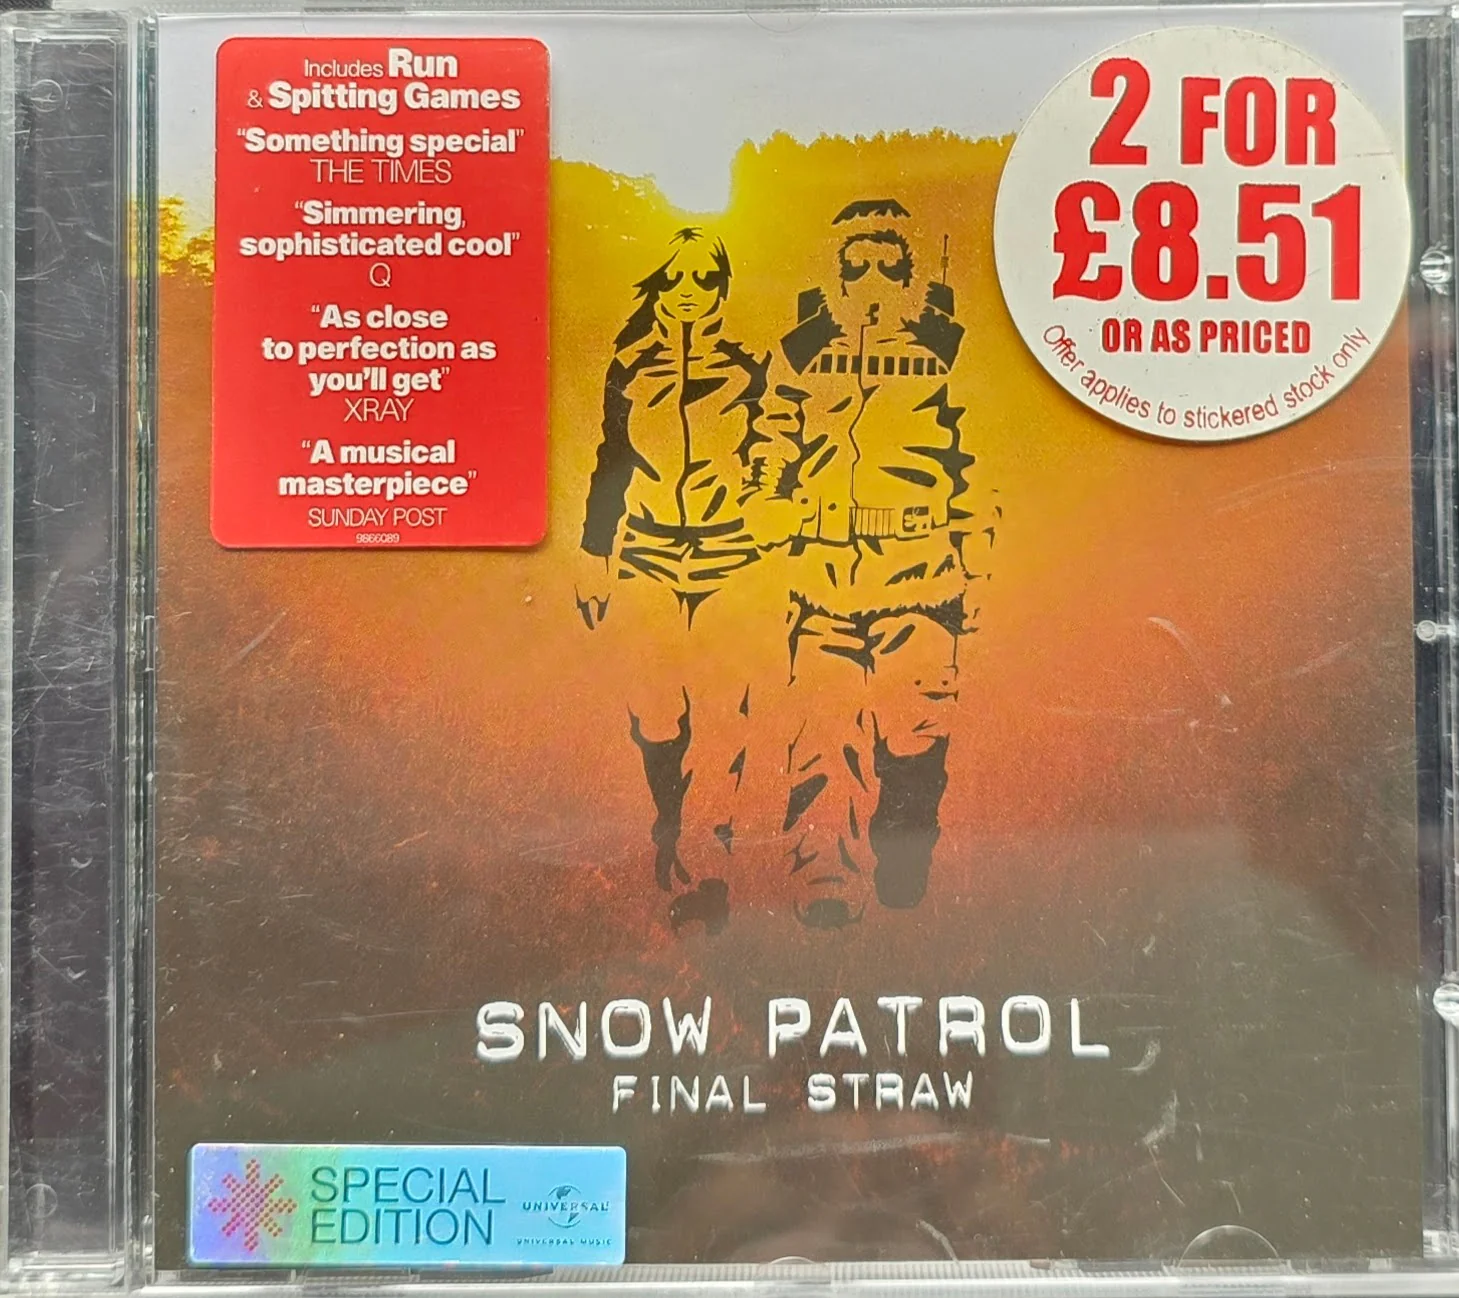 Includes Run
& Spitting Games
“Something special”
THE TIMES
“Simmering,
sophisticated cool”
Q
“As close
to perfection as
you’ll get”
XRAY
“A musical
masterpiece”
SUNDAY POST
9866089
2 FOR
£8.51
OR AS PRICED
Offer applies to stickered stock only
SNOW PATROL
FINAL STRAW
SPECIAL
EDITION
UNIVERSAL
UNIVERSAL MUSIC